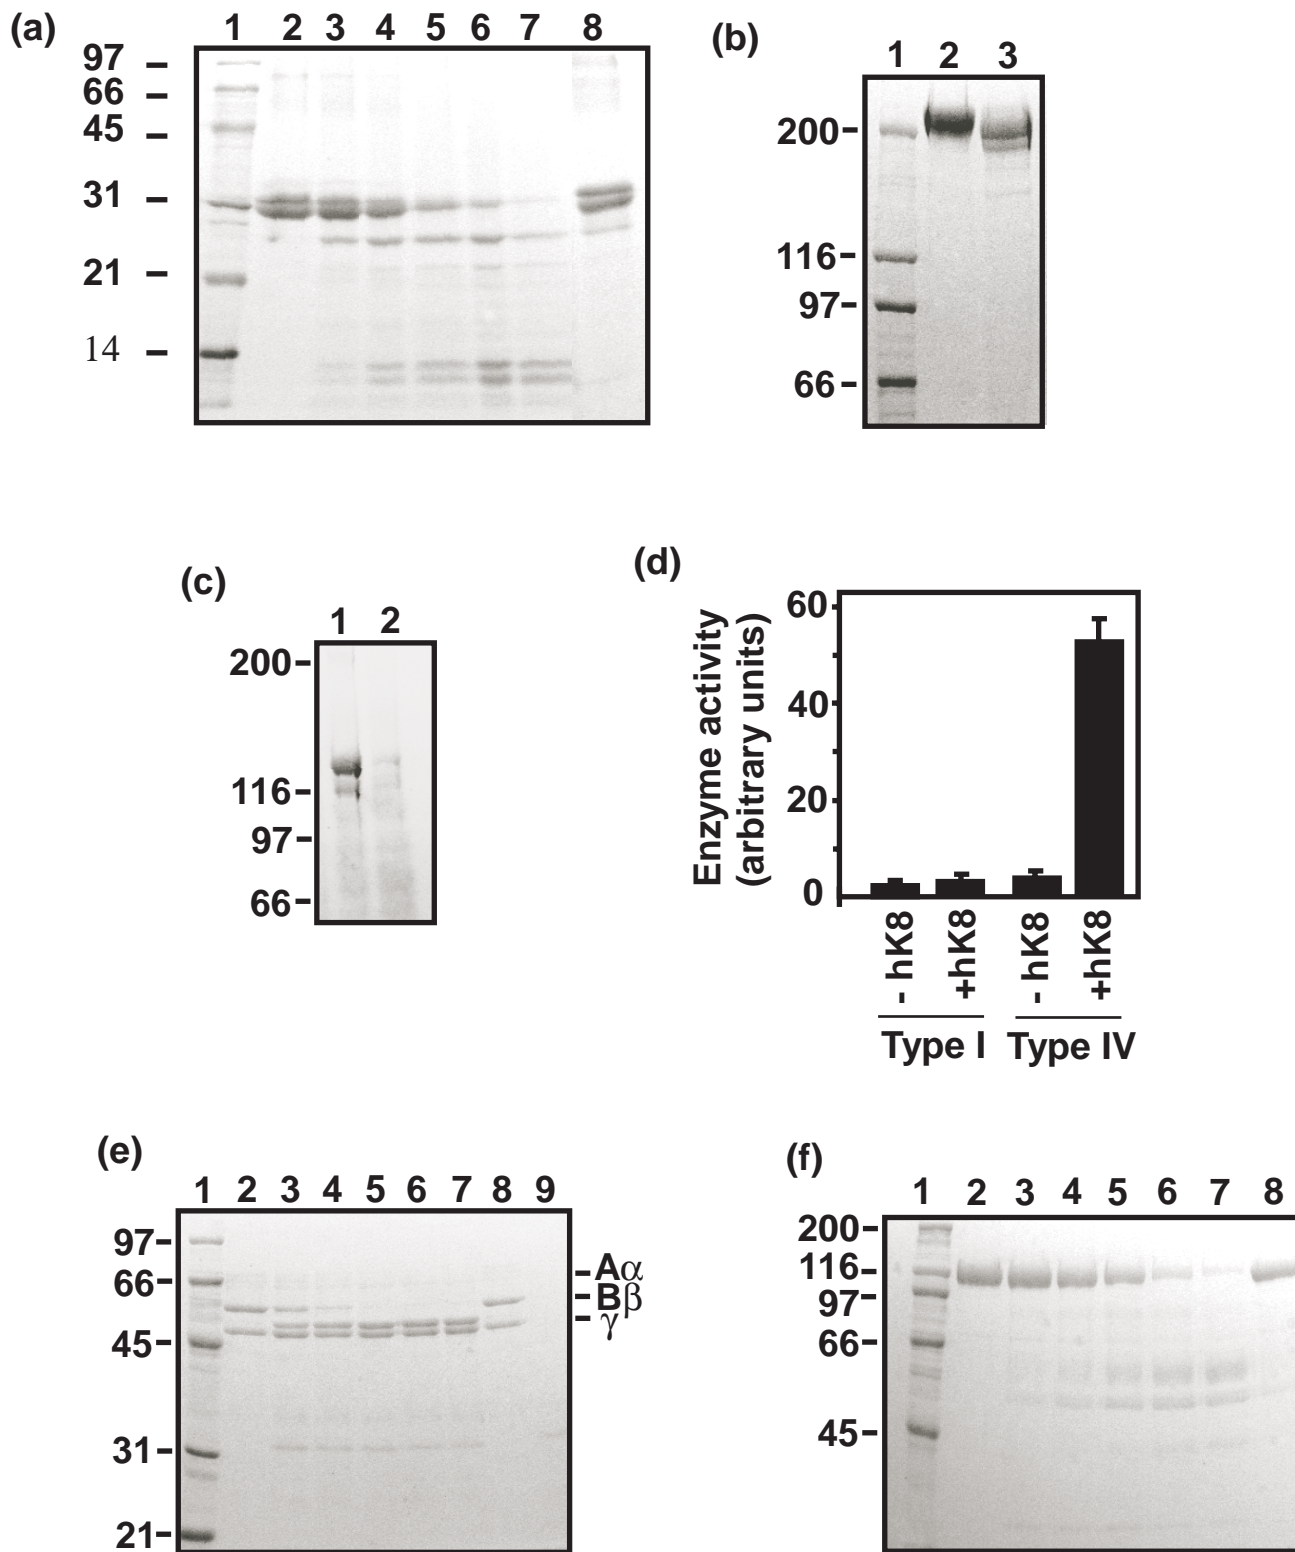 (a)
1 2 3 4 5 6 7 8
97
66
45
31
21
14
(b)
1 2 3
200
116
97
66
(c)
1 2
200
116
97
66
(d)
Enzyme activity
(arbitrary units)
60
40
20
0
- hK8
+hK8
- hK8
+hK8
Type I
Type IV
(e)
1 2 3 4 5 6 7 8 9
97
66
45
31
21
Aα
Bβ
γ
(f)
1 2 3 4 5 6 7 8
200
116
97
66
45